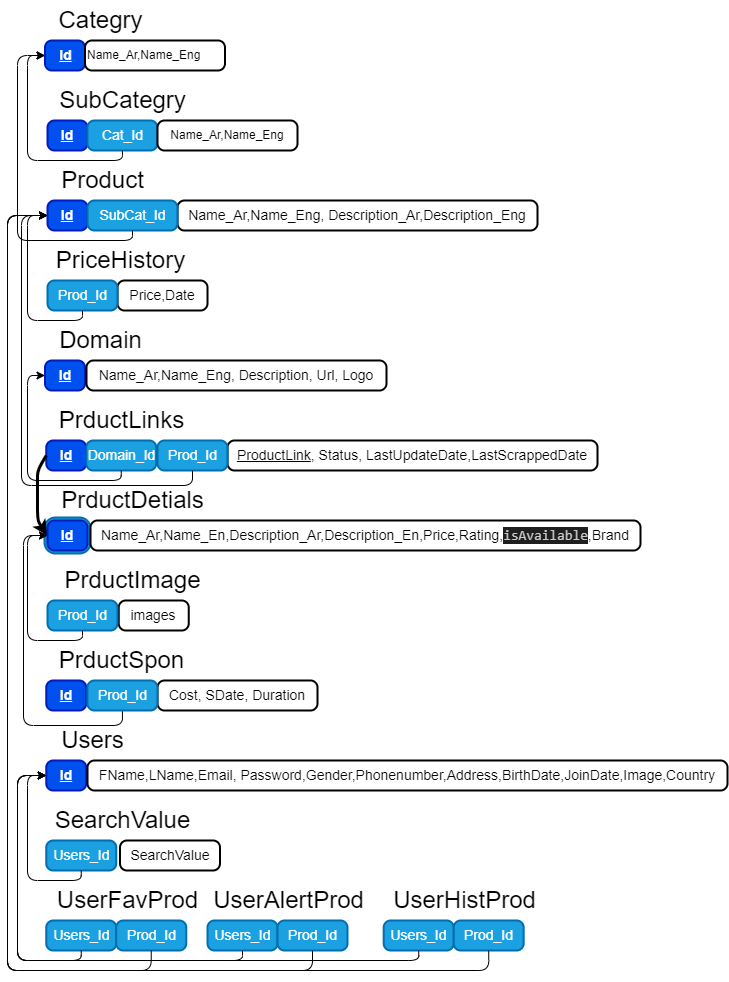 Categry
Id Name_Ar,Name_Eng
SubCategry
Id Cat_Id Name_Ar,Name_Eng
Product
Id SubCat_Id Name_Ar,Name_Eng, Description_Ar,Description_Eng
PriceHistory
Prod_Id Price,Date
Domain
Id Name_Ar,Name_Eng, Description, Url, Logo
PrductLinks
Id Domain_Id Prod_Id ProductLink, Status, LastUpdateDate,LastScrappedDate
PrductDetials
Id Name_Ar,Name_En,Description_Ar,Description_En,Price,Rating,isAvailable,Brand
PrductImage
Prod_Id images
PrductSpon
Id Prod_Id Cost, SDate, Duration
Users
Id FName,LName,Email, Password,Gender,Phonenumber,Address,BirthDate,JoinDate,Image,Country
SearchValue
Users_Id SearchValue
UserFavProd UserAlertProd UserHistProd
Users_Id Prod_Id Users_Id Prod_Id Users_Id Prod_Id